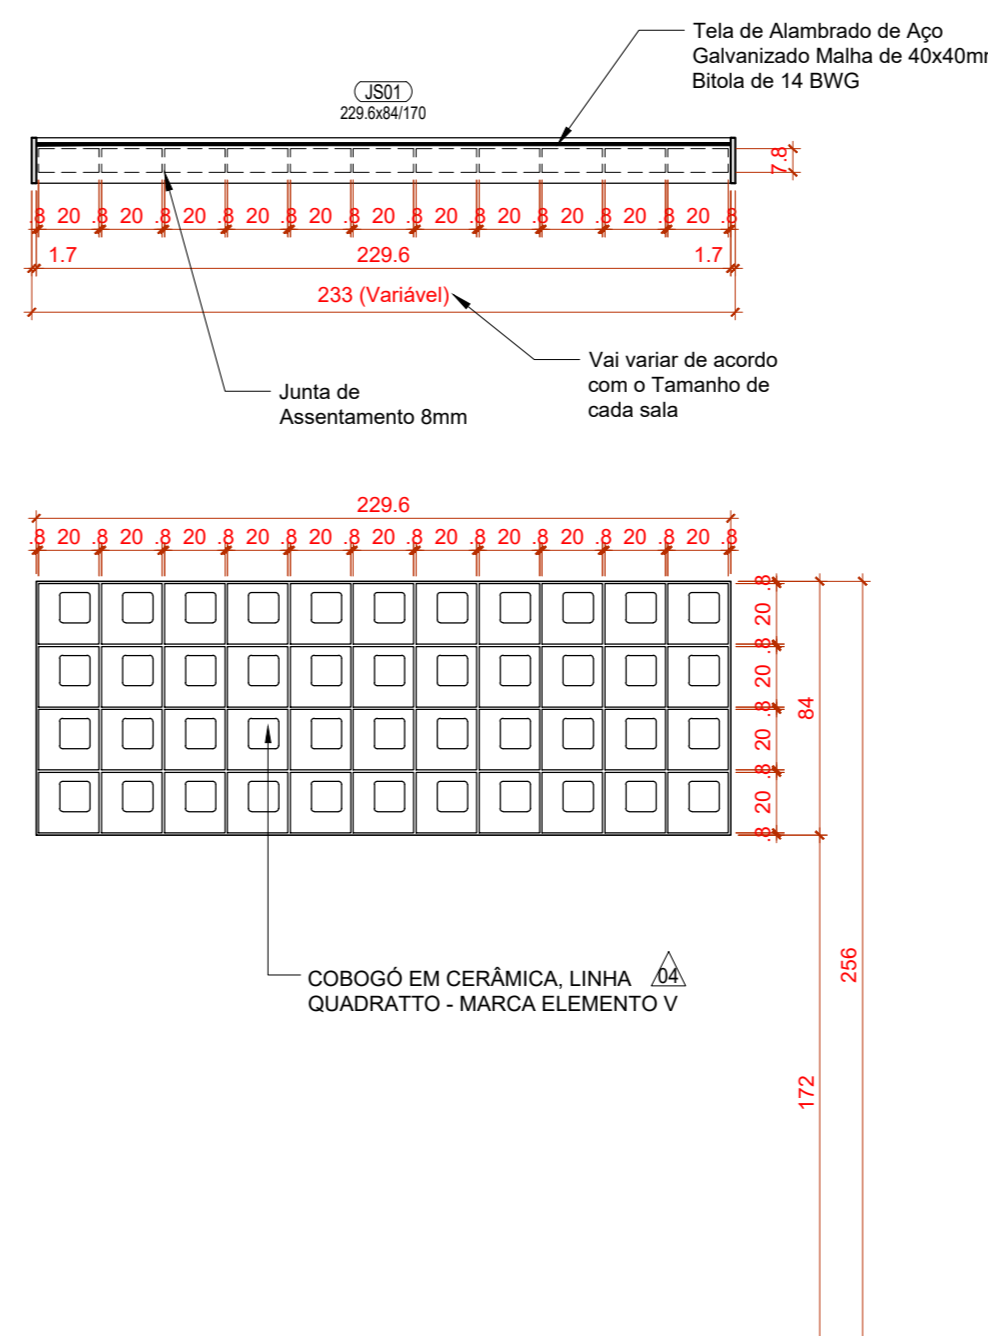 Tela de Alambrado de Aço
Galvanizado Malha de 40x40m
Bitola de 14 BWG
JS01
229.6x84/170
7.8
.8 20 .8 20 .8 20 .8 20 .8 20 .8 20 .8 20 .8 20 .8 20 .8 20 .8 20 .8
1.7 229.6 1.7
233 (Variável)
Vai variar de acordo
com o Tamanho de
cada sala
Junta de
Assentamento 8mm
229.6
.8 20 .8 20 .8 20 .8 20 .8 20 .8 20 .8 20 .8 20 .8 20 .8 20 .8 20 .8
.8
20
.8
20
.8
20
.8
20
.8
84
256
172
COBOGÓ EM CERÂMICA, LINHA 04
QUADRATTO - MARCA ELEMENTO V